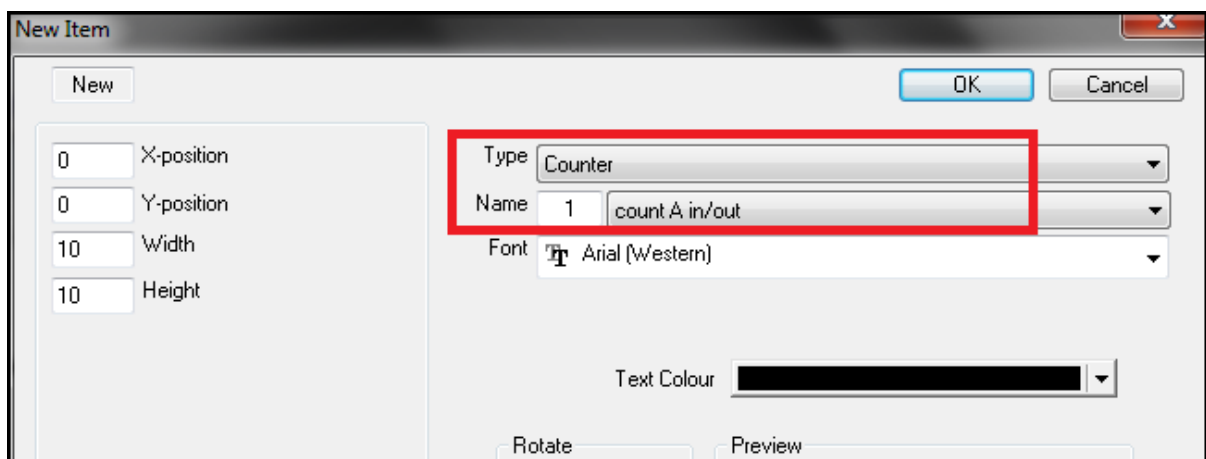 New Item
X
New OK Cancel
0 X-position
0 Y-position
10 Width
10 Height
Type Counter
Name 1 count A in/out
Font Arial (Western)
Text Colour
Rotate Preview